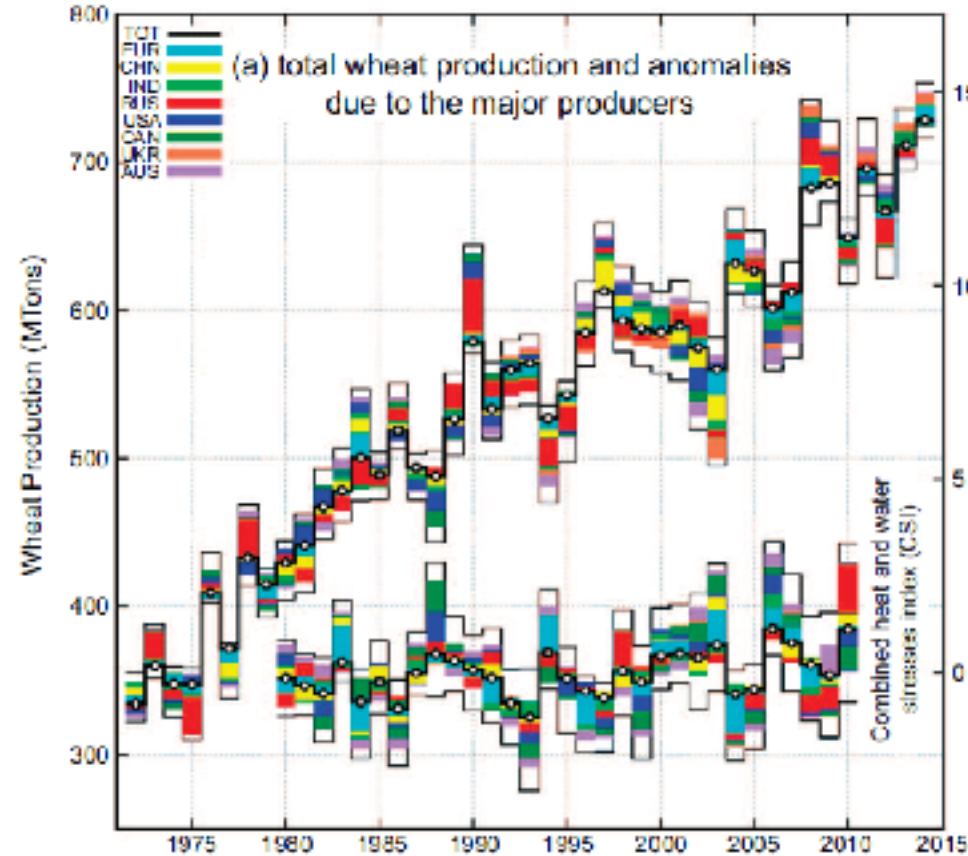 800
700
600
500
400
300
Wheat Production (MTons)
TOT
EUR
CHN
IND
RUS
USA
CAN
UKR
AUS
(a) total wheat production and anomalies
due to the major producers
15
10
5
0
Combined heat and water
stresses index (CSI)
1975 1980 1985 1990 1995 2000 2005 2010 2015